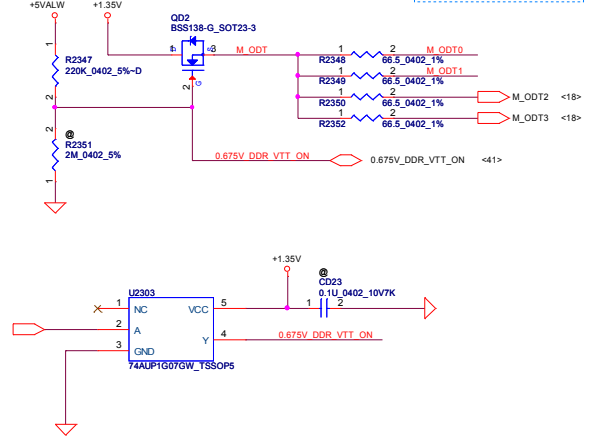 +5VALW
+1.35V
QD2
BSS138-G_SOT23-3
1
3
M_ODT
G
2
1
R2347
220K_0402_5%~D
2
1 2
R2348
66.5_0402_1%
M_ODT0
1 2
R2349
66.5_0402_1%
M_ODT1
1 2
R2350
66.5_0402_1%
M_ODT2 <18>
1 2
R2352
66.5_0402_1%
M_ODT3 <18>
2
@
R2351
2M_0402_5%
1
0.675V_DDR_VTT_ON
0.675V_DDR_VTT_ON <41>
+1.35V
@
CD23
0.1U_0402_10V7K
1 2
U2303
1 NC
VCC 5
2 A
3 GND
Y 4
0.675V_DDR_VTT_ON
74AUP1G07GW_TSSOP5